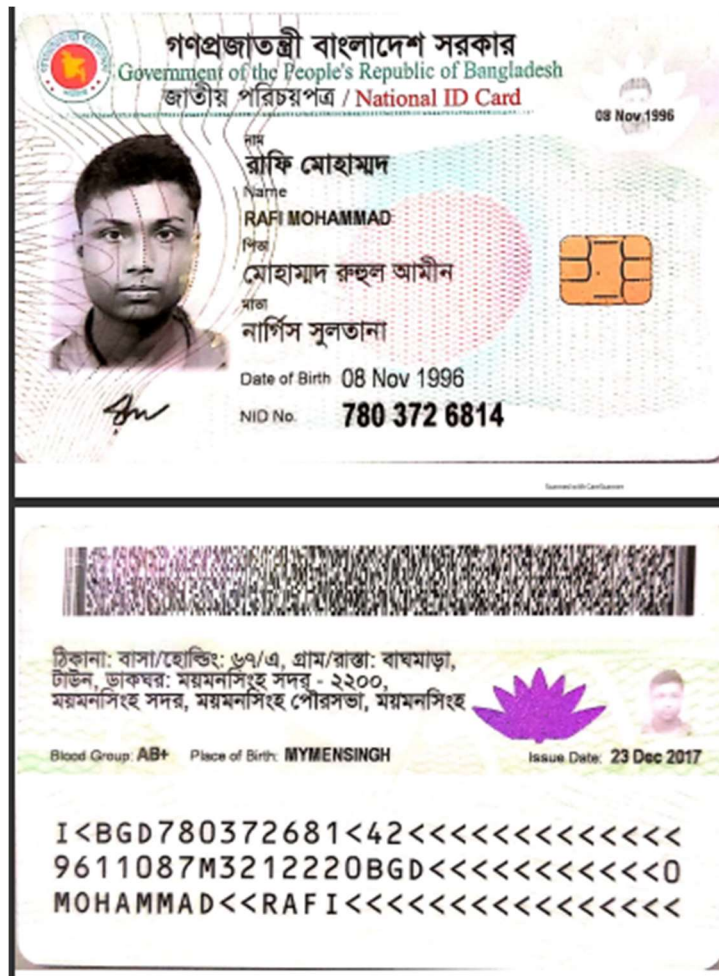 গণপ্রজাতন্ত্রী বাংলাদেশ সরকার
Government of the People's Republic of Bangladesh
জাতীয় পরিচয়পত্র / National ID Card
08 Nov 1996
নাম
রাফি মোহাম্মদ
Name
RAFI MOHAMMAD
পিতা
মোহাম্মদ রুহুল আমীন
মাতা
নার্গিস সুলতানা
Date of Birth 08 Nov 1996
NID No. 780 372 6814
Scanned with CamScanner
ঠিকানা: বাসা/হোল্ডিং: ৬৭/এ, গ্রাম/রাস্তা: বাঘমাড়া,
টাউন, ডাকঘর: ময়মনসিংহ সদর - ২২০০,
ময়মনসিংহ সদর, ময়মনসিংহ পৌরসভা, ময়মনসিংহ
Blood Group: AB+ Place of Birth: MYMENSINGH Issue Date: 23 Dec 2017
I<BGD780372681<42<<<<<<<<<<<<<
9611087M3212220BGD<<<<<<<<<<<0
MOHAMMAD<<RAFI<<<<<<<<<<<<<<<<